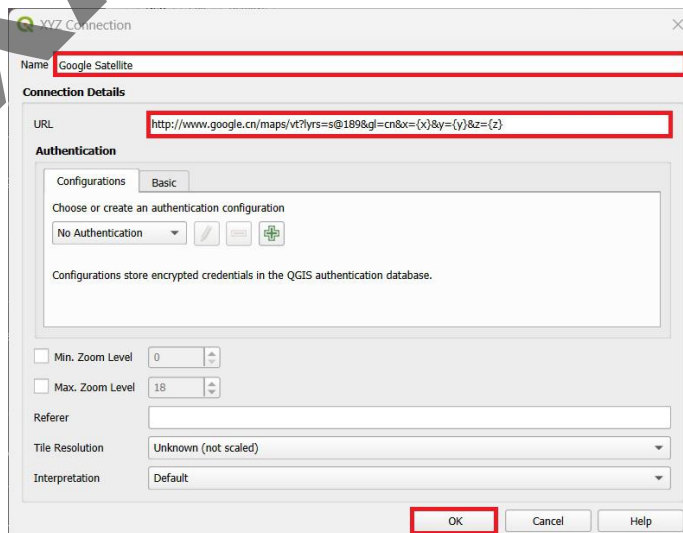 XYZ Connection
Name Google Satellite
Connection Details
URL http://www.google.cn/maps/vt?lyrs=s@189&gl=cn&x={x}&y={y}&z={z}
Authentication
Configurations Basic
Choose or create an authentication configuration
No Authentication
Configurations store encrypted credentials in the QGIS authentication database.
Min. Zoom Level 0
Max. Zoom Level 18
Referer
Tile Resolution Unknown (not scaled)
Interpretation Default
OK Cancel Help